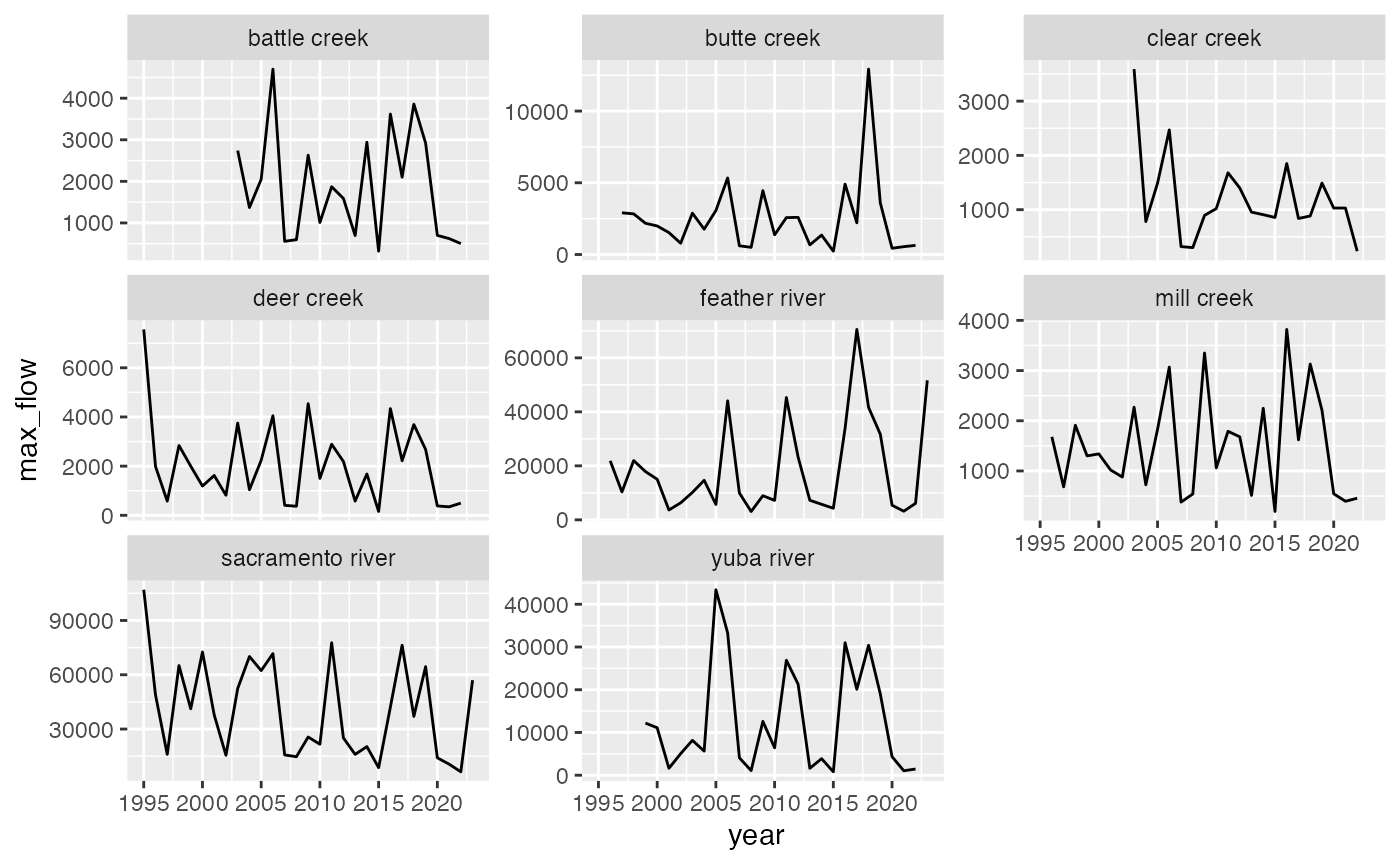 battle creek
butte creek
clear creek
4000
3000
2000
1000
10000
5000
0
3000
2000
1000
deer creek
feather river
mill creek
6000
4000
2000
0
60000
40000
20000
0
4000
3000
2000
1000
1995 2000 2005 2010 2015 2020
max_flow
sacramento river
yuba river
90000
60000
30000
40000
30000
20000
10000
0
1995 2000 2005 2010 2015 2020
1995 2000 2005 2010 2015 2020
year